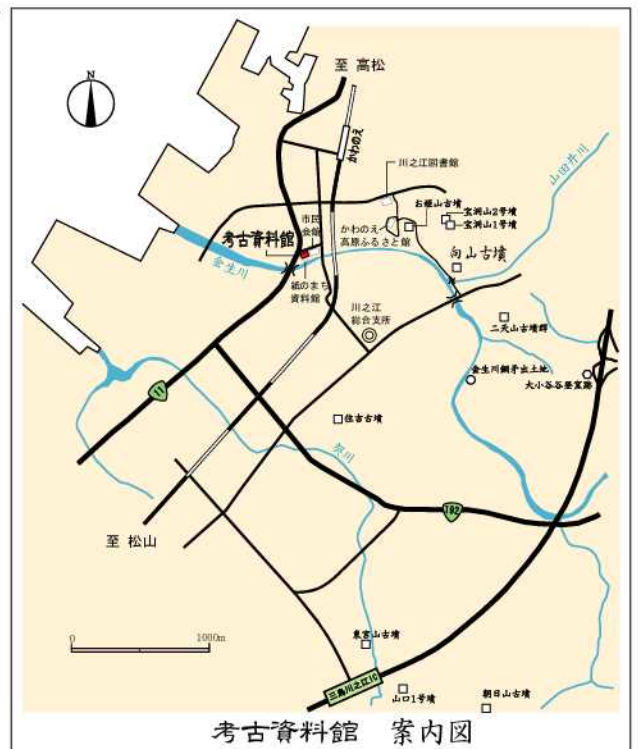 N
至 高松
かわのえ
川之江図書館
山田井川
お姫山古墳
宝洞山2号墳
宝洞山1号墳
市民
会館
かわのえ
高原ふるさと館
考古資料館
向山古墳
金生川
紙のまち
資料館
川之江
総合支所
二天山古墳群
金生川銅矛出土地
大小谷谷登窯跡
11
住吉古墳
192
至 松山
0
1000m
東宮山古墳
三島川之江IC
山口1号墳
朝日山古墳
考古資料館 案内図